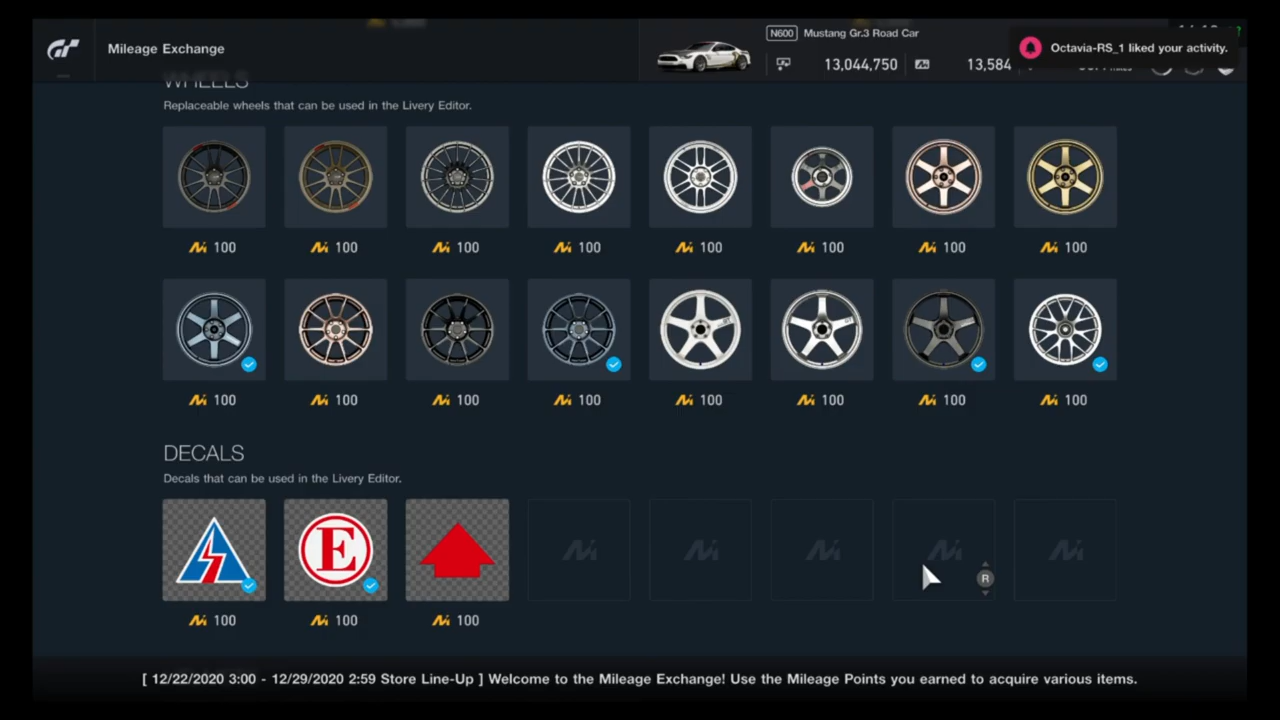 Mileage Exchange
N600 Mustang Gr.3 Road Car
13,044,750 13,584
Octavia-RS_1 liked your activity.
WHEELS
Replaceable wheels that can be used in the Livery Editor.
100 100 100 100 100 100 100 100
100 100 100 100 100 100 100 100
DECALS
Decals that can be used in the Livery Editor.
E
100 100 100
R
[ 12/22/2020 3:00 - 12/29/2020 2:59 Store Line-Up ] Welcome to the Mileage Exchange! Use the Mileage Points you earned to acquire various items.